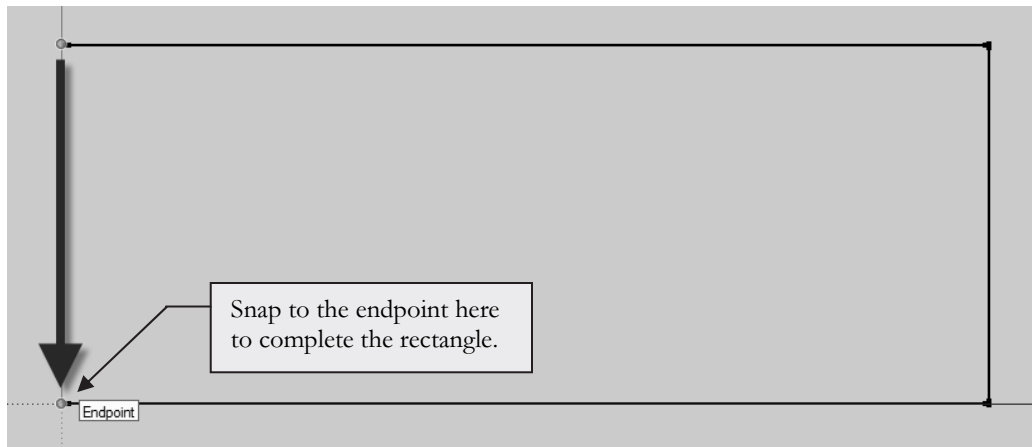 Snap to the endpoint here
to complete the rectangle.
Endpoint